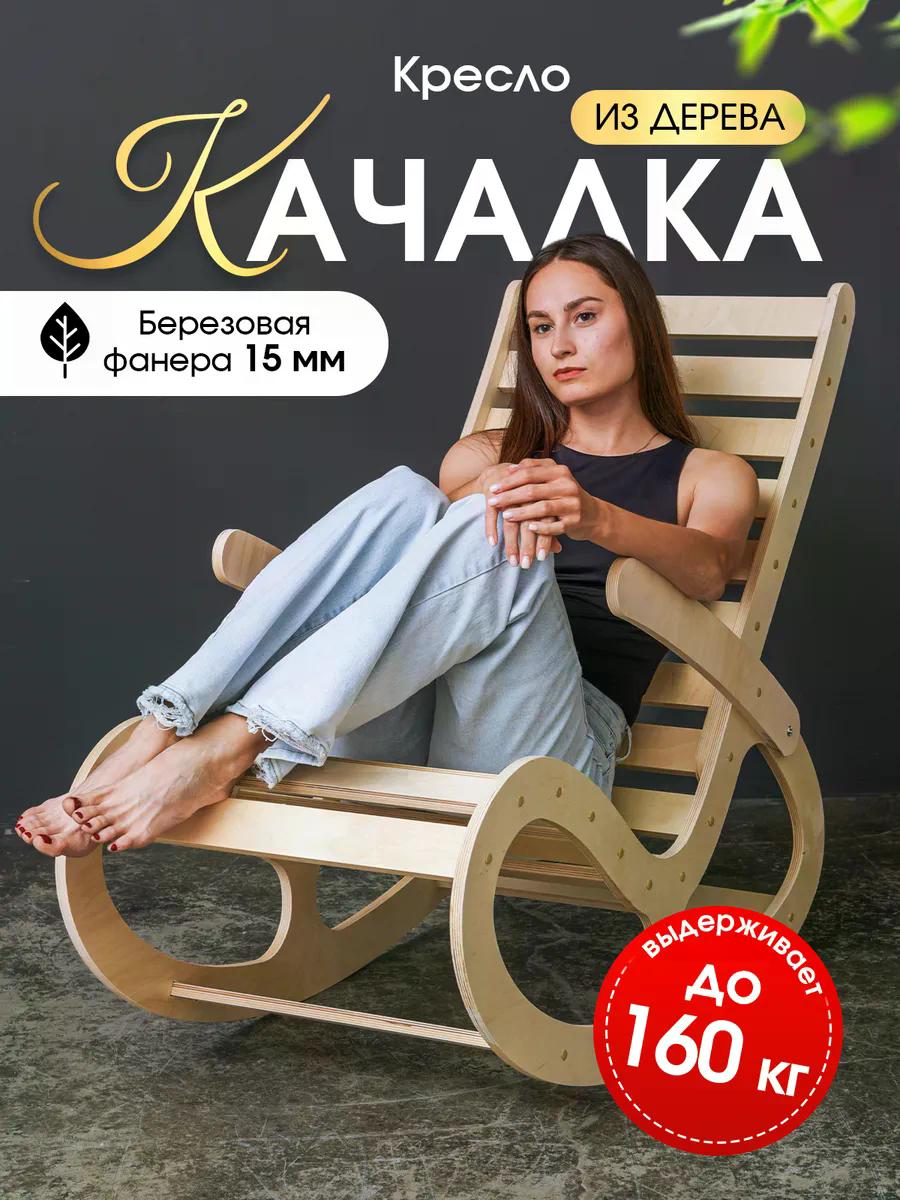 Кресло
ИЗ ДЕРЕВА
КАЧАЛКА
Березовая
фанера 15 мм
выдерживает
до
160 кг